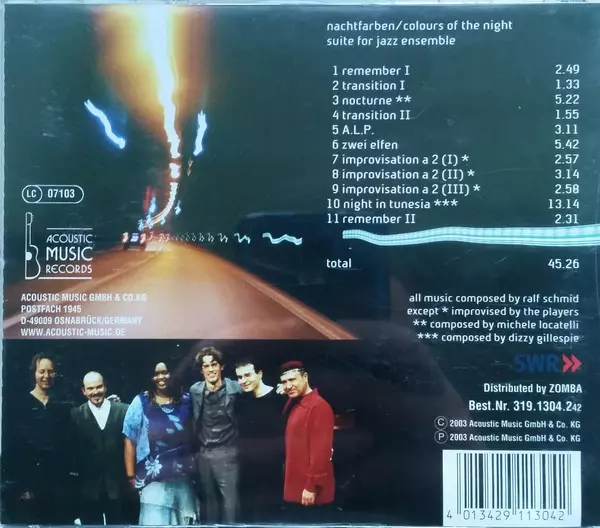 nachtfarben/colours of the night
suite for jazz ensemble
1 remember I 2.49
2 transition I 1.33
3 nocturne ** 5.22
4 transition II 1.55
5 A.L.P. 3.11
6 zwei elfen 5.42
7 improvisation a 2 (I) * 2.57
8 improvisation a 2 (II) * 3.14
9 improvisation a 2 (III) * 2.58
10 night in tunesia *** 13.14
11 remember II 2.31
total 45.26
LC 07103
ACOUSTIC
MUSIC
RECORDS
ACOUSTIC MUSIC GMBH & CO.KG
POSTFACH 1945
D-49009 OSNABRÜCK/GERMANY
WWW.ACOUSTIC-MUSIC.DE
all music composed by ralf schmid
except * improvised by the players
** composed by michele locatelli
*** composed by dizzy gillespie
SWR»
Distributed by ZOMBA
Best.Nr. 319.1304.242
© 2003 Acoustic Music GmbH & Co. KG
℗ 2003 Acoustic Music GmbH & Co. KG
4 013429 113042